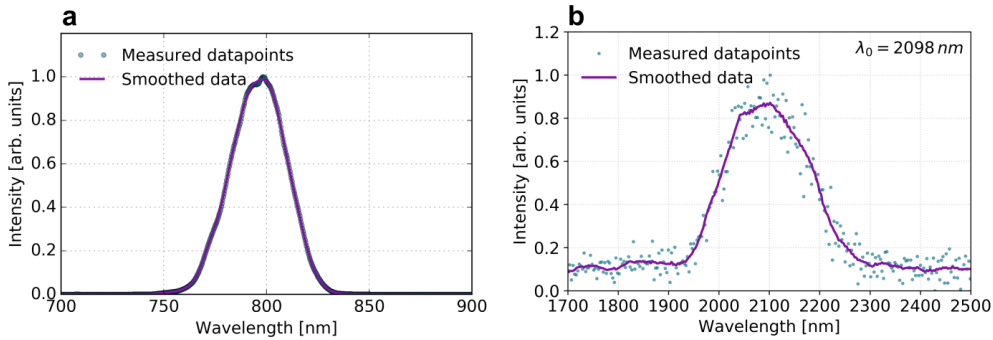 a
Measured datapoints
Smoothed data
Intensity [arb. units]
1.0
0.8
0.6
0.4
0.2
0.0
700 750 800 850 900
Wavelength [nm]
b
λ₀ = 2098 nm
Measured datapoints
Smoothed data
Intensity [arb. units]
1.2
1.0
0.8
0.6
0.4
0.2
0.0
1700 1800 1900 2000 2100 2200 2300 2400 2500
Wavelength [nm]